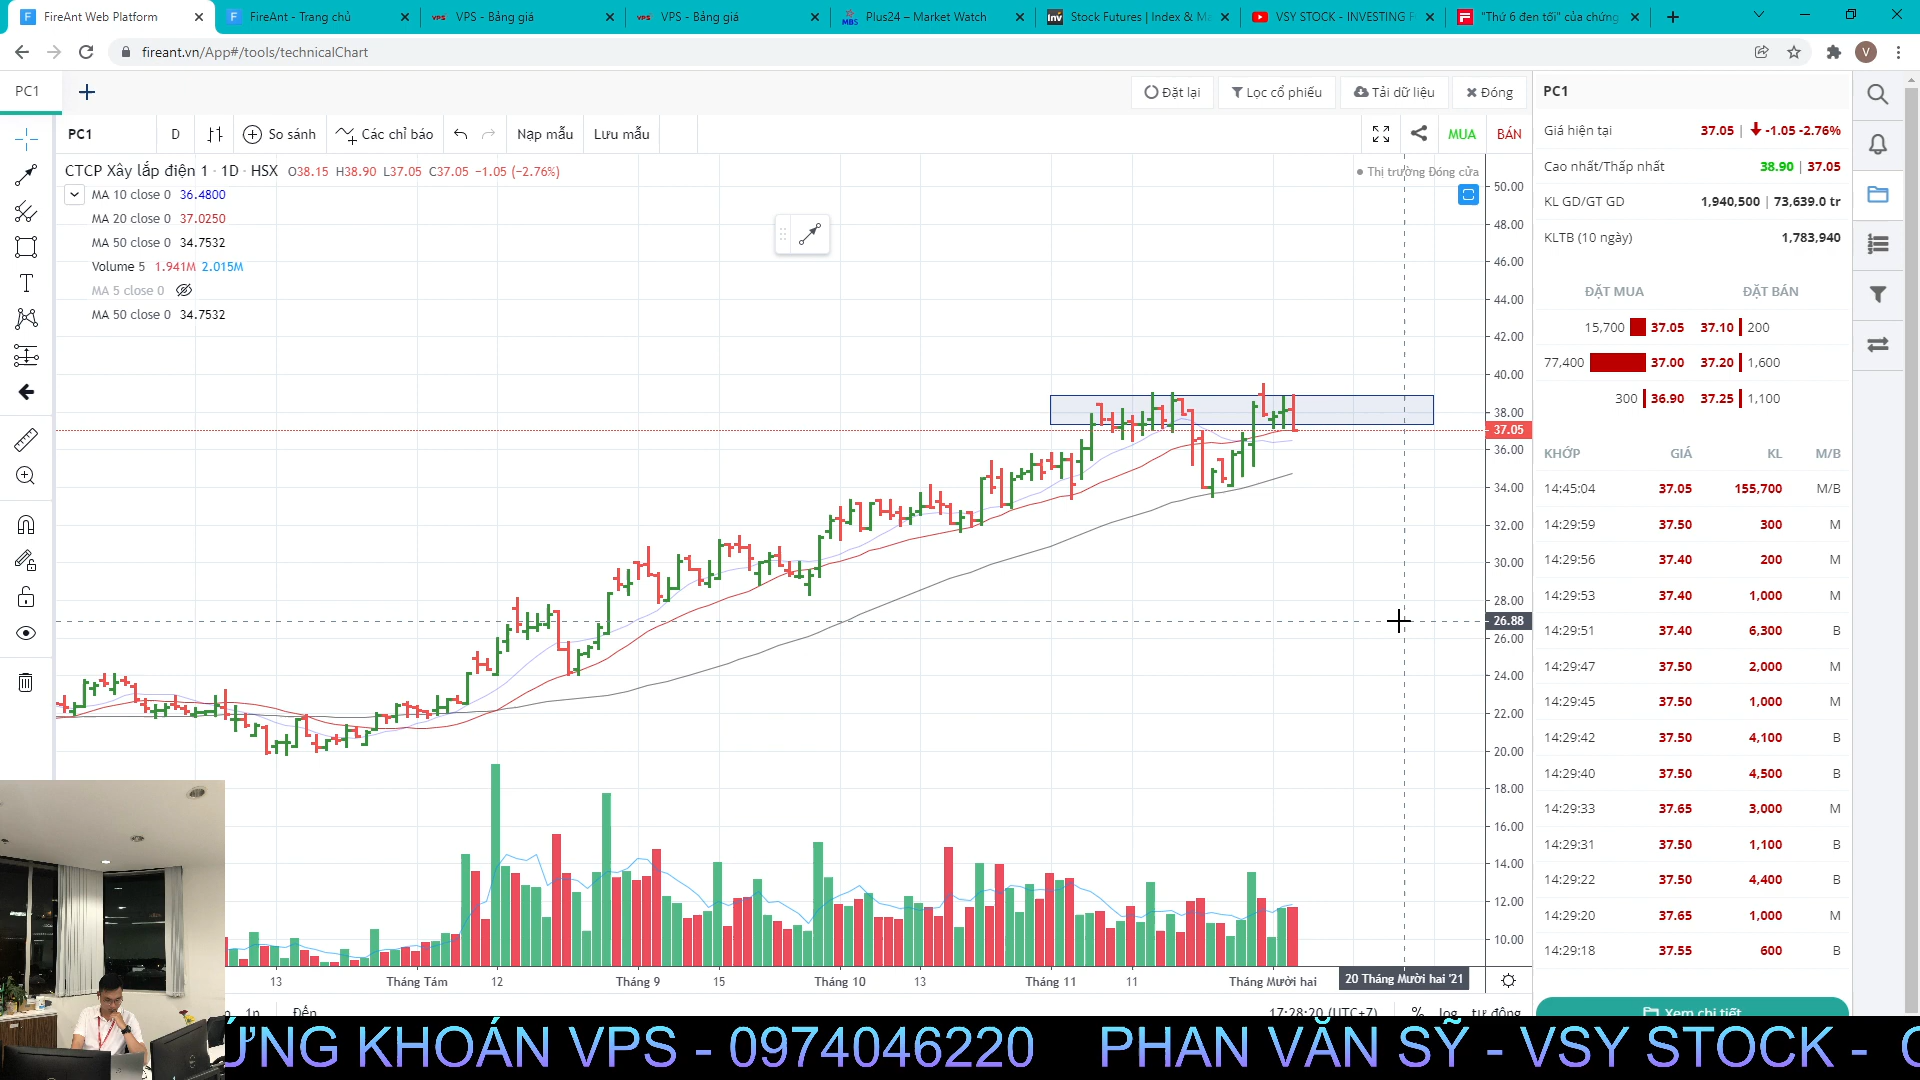 FireAnt Web Platform
FireAnt - Trang chủ
VPS - Bảng giá
VPS - Bảng giá
Plus24 – Market Watch
Stock Futures | Index & Ma
VSY STOCK - INVESTING F
"Thứ 6 đen tối" của chứng
fireant.vn/App#/tools/technicalChart
V
PC1
Đặt lại
Lọc cổ phiếu
Tải dữ liệu
Đóng
PC1
PC1
D
So sánh
Các chỉ báo
Nạp mẫu
Lưu mẫu
MUA
BÁN
CTCP Xây lắp điện 1 · 1D · HSX O38.15 H38.90 L37.05 C37.05 −1.05 (−2.76%)
Thị trường Đóng cửa
MA 10 close 0 36.4800
MA 20 close 0 37.0250
MA 50 close 0 34.7532
Volume 5 1.941M 2.015M
MA 5 close 0
MA 50 close 0 34.7532
50.00
48.00
46.00
44.00
42.00
40.00
38.00
37.05
36.00
34.00
32.00
30.00
28.00
26.88
26.00
24.00
22.00
20.00
18.00
16.00
14.00
12.00
10.00
13
Tháng Tám
12
Tháng 9
15
Tháng 10
13
Tháng 11
11
Tháng Mười hai
20 Tháng Mười hai '21
1n
Đến
17:28:20 (UTC+7)
%
log
tự động
Giá hiện tại 37.05 | -1.05 -2.76%
Cao nhất/Thấp nhất 38.90 | 37.05
KL GD/GT GD 1,940,500 | 73,639.0 tr
KLTB (10 ngày) 1,783,940
ĐẶT MUA ĐẶT BÁN
15,700 37.05 37.10 200
77,400 37.00 37.20 1,600
300 36.90 37.25 1,100
KHỚP GIÁ KL M/B
14:45:04 37.05 155,700 M/B
14:29:59 37.50 300 M
14:29:56 37.40 200 M
14:29:53 37.40 1,000 M
14:29:51 37.40 6,300 B
14:29:47 37.50 2,000 M
14:29:45 37.50 1,000 M
14:29:42 37.50 4,100 B
14:29:40 37.50 4,500 B
14:29:33 37.65 3,000 M
14:29:31 37.50 1,100 B
14:29:22 37.50 4,400 B
14:29:20 37.65 1,000 M
14:29:18 37.55 600 B
Xem chi tiết
ỨNG KHOÁN VPS - 0974046220 PHAN VĂN SỸ - VSY STOCK - C